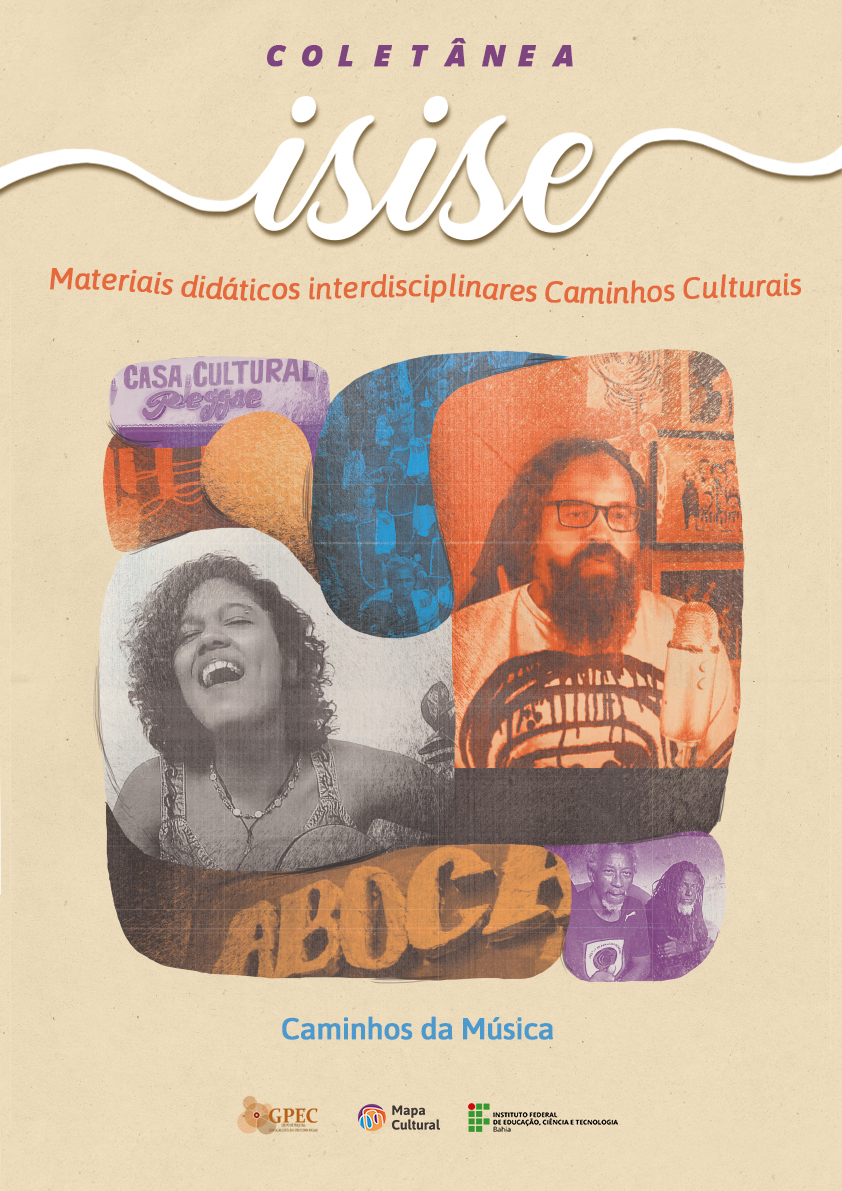 COLETÂNEA
isise
Materiais didáticos interdisciplinares Caminhos Culturais
CASA CULTURAL
Reggae
ABOCA
Caminhos da Música
GPEC
Mapa
Cultural
INSTITUTO FEDERAL
DE EDUCAÇÃO, CIÊNCIA E TECNOLOGIA
Bahia